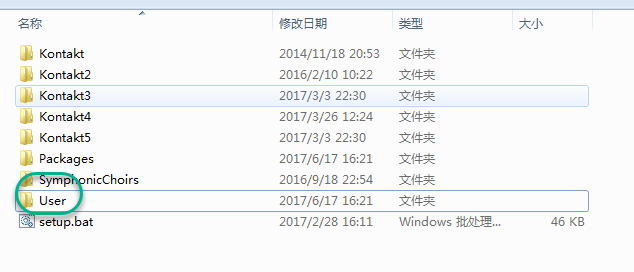 名称 修改日期 类型 大小
Kontakt 2014/11/18 20:53 文件夹
Kontakt2 2016/2/10 10:22 文件夹
Kontakt3 2017/3/3 22:30 文件夹
Kontakt4 2017/3/26 12:24 文件夹
Kontakt5 2017/3/3 22:30 文件夹
Packages 2017/6/17 16:21 文件夹
SymphonicChoirs 2016/9/18 22:54 文件夹
User 2017/6/17 16:21 文件夹
setup.bat 2017/2/28 16:11 Windows 批处理... 46 KB